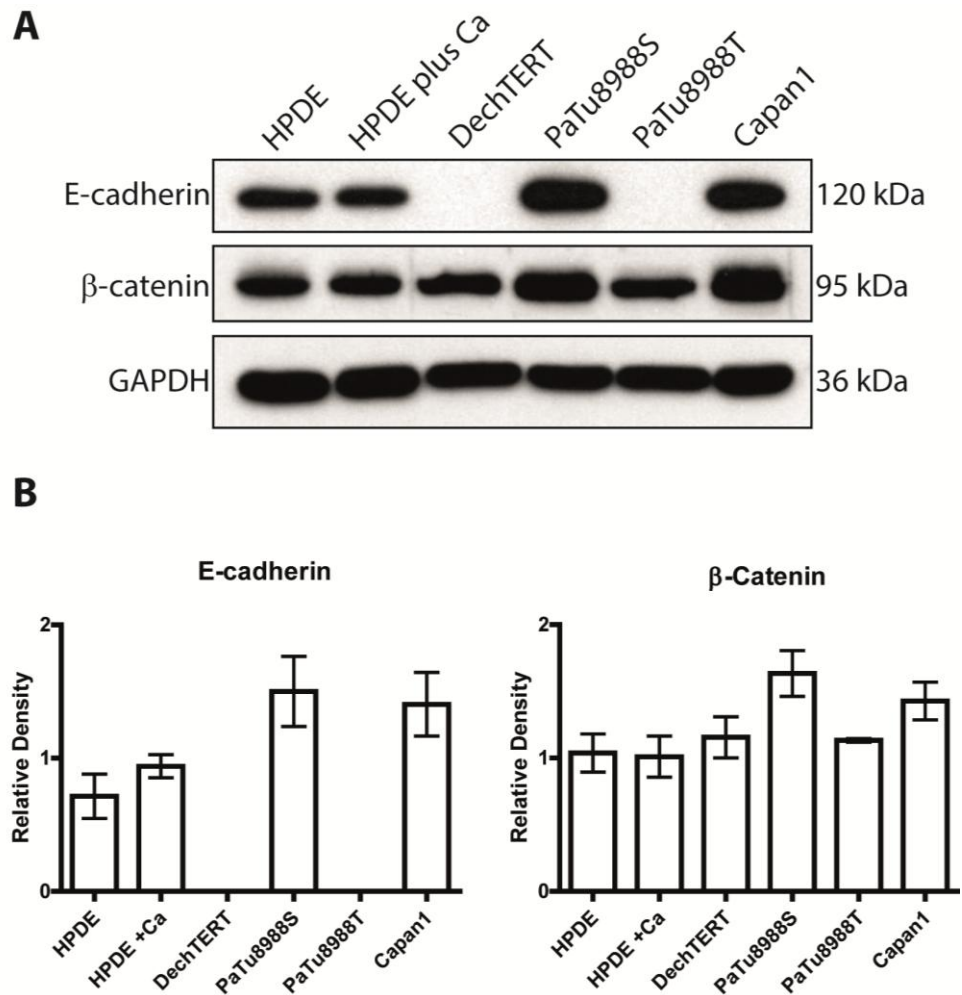 A
HPDE
HPDE plus Ca
DechTERT
PaTu8988S
PaTu8988T
Capan1
E-cadherin
120 kDa
β-catenin
95 kDa
GAPDH
36 kDa
B
E-cadherin
Relative Density
2
1
0
HPDE
HPDE +Ca
DechTERT
PaTu8988S
PaTu8988T
Capan1
β-Catenin
Relative Density
2
1
0
HPDE
HPDE +Ca
DechTERT
PaTu8988S
PaTu8988T
Capan1